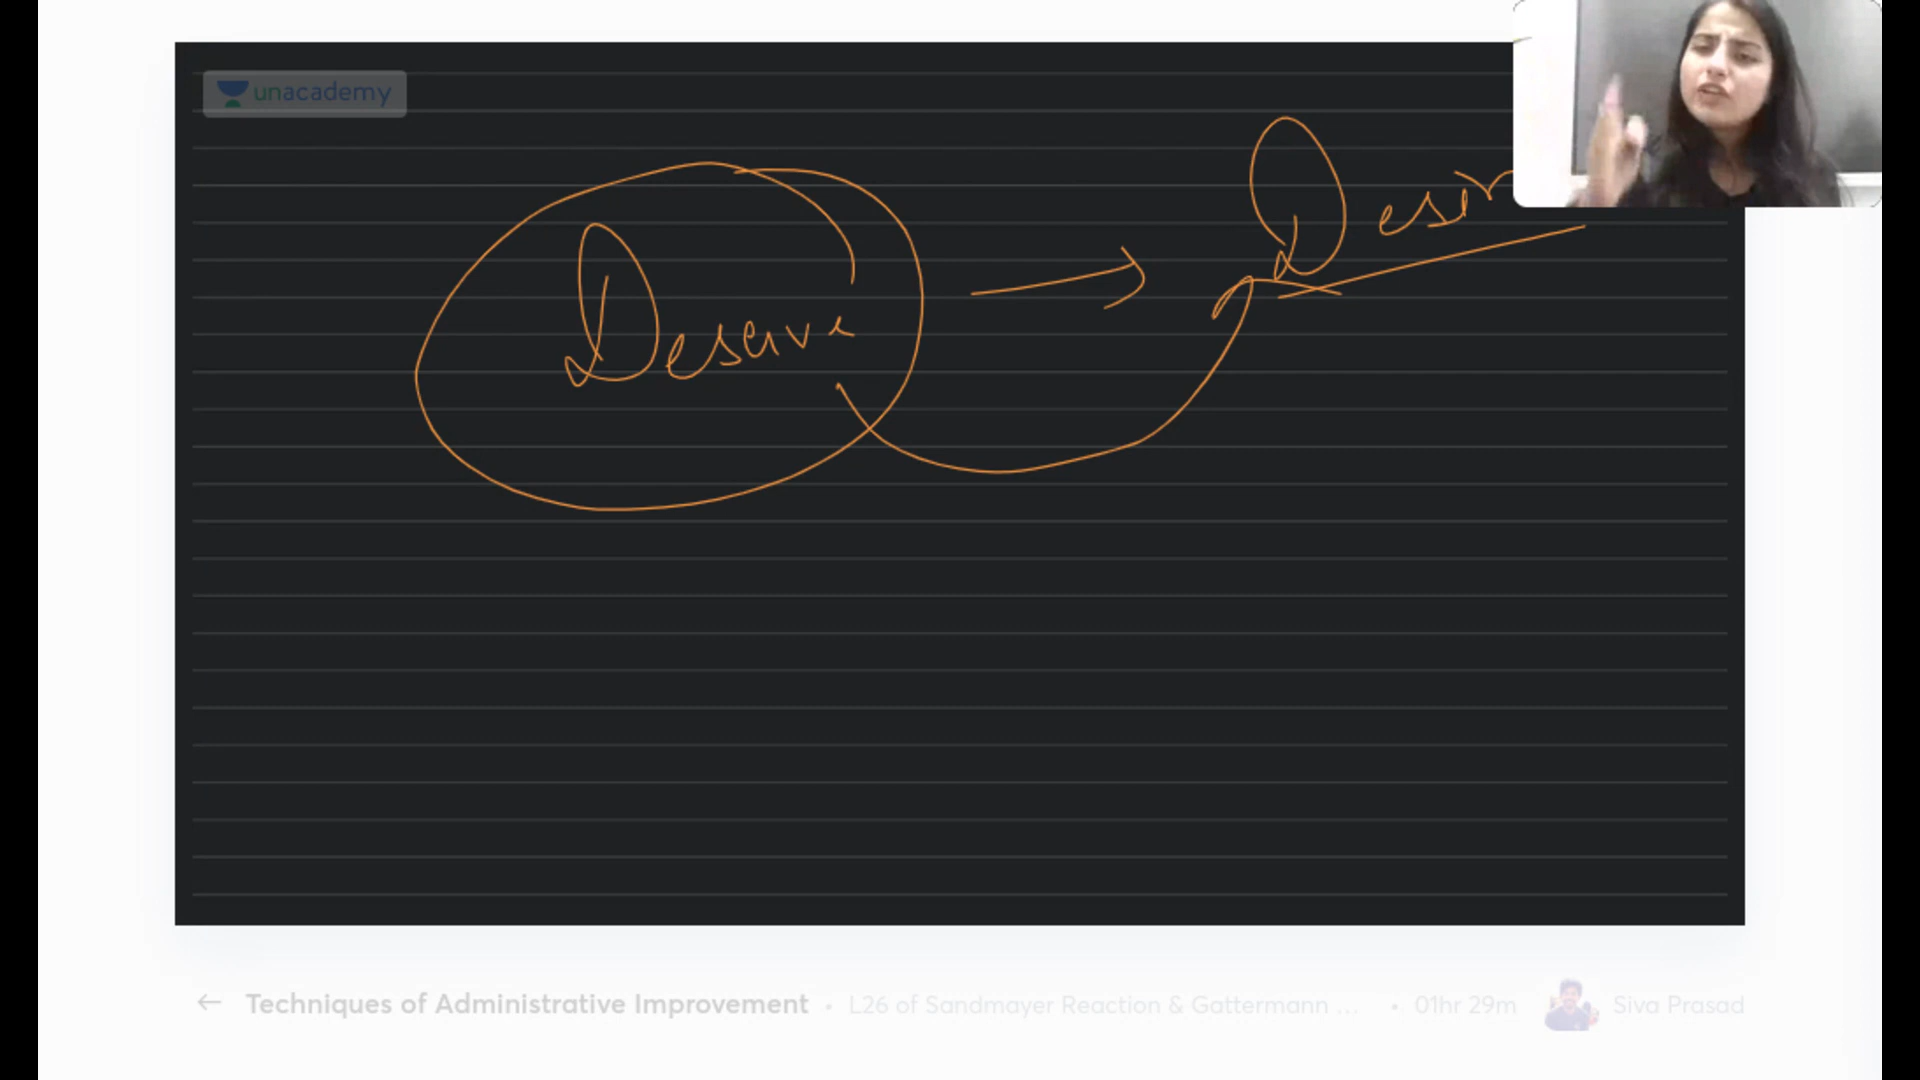 unacademy
Deserve → Desir
← Techniques of Administrative Improvement • L26 of Sandmayer Reaction & Gattermann ... • 01hr 29m Siva Prasad